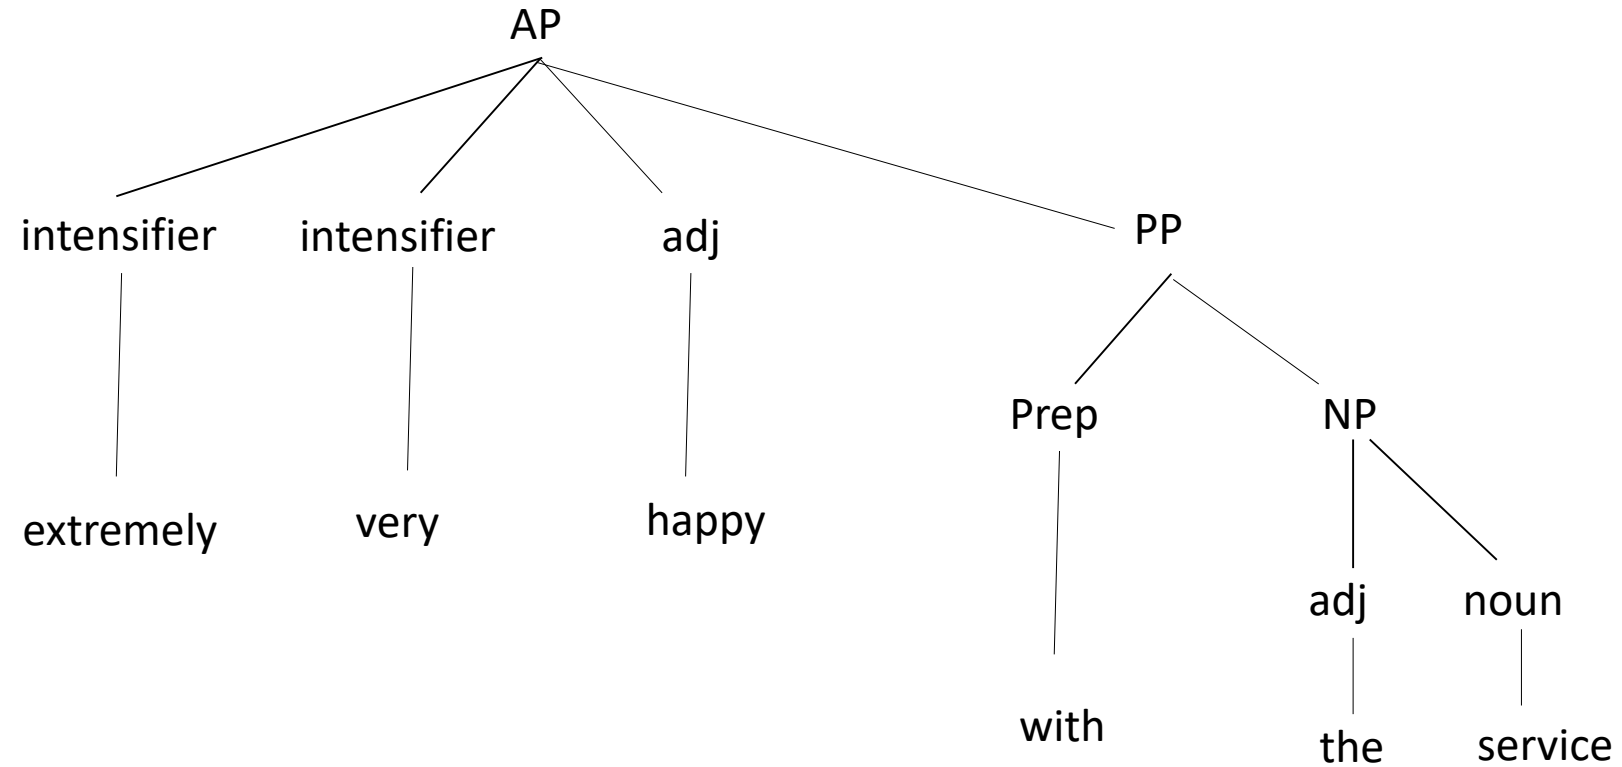 AP
intensifier intensifier adj PP
Prep NP
extremely very happy
adj noun
with the service